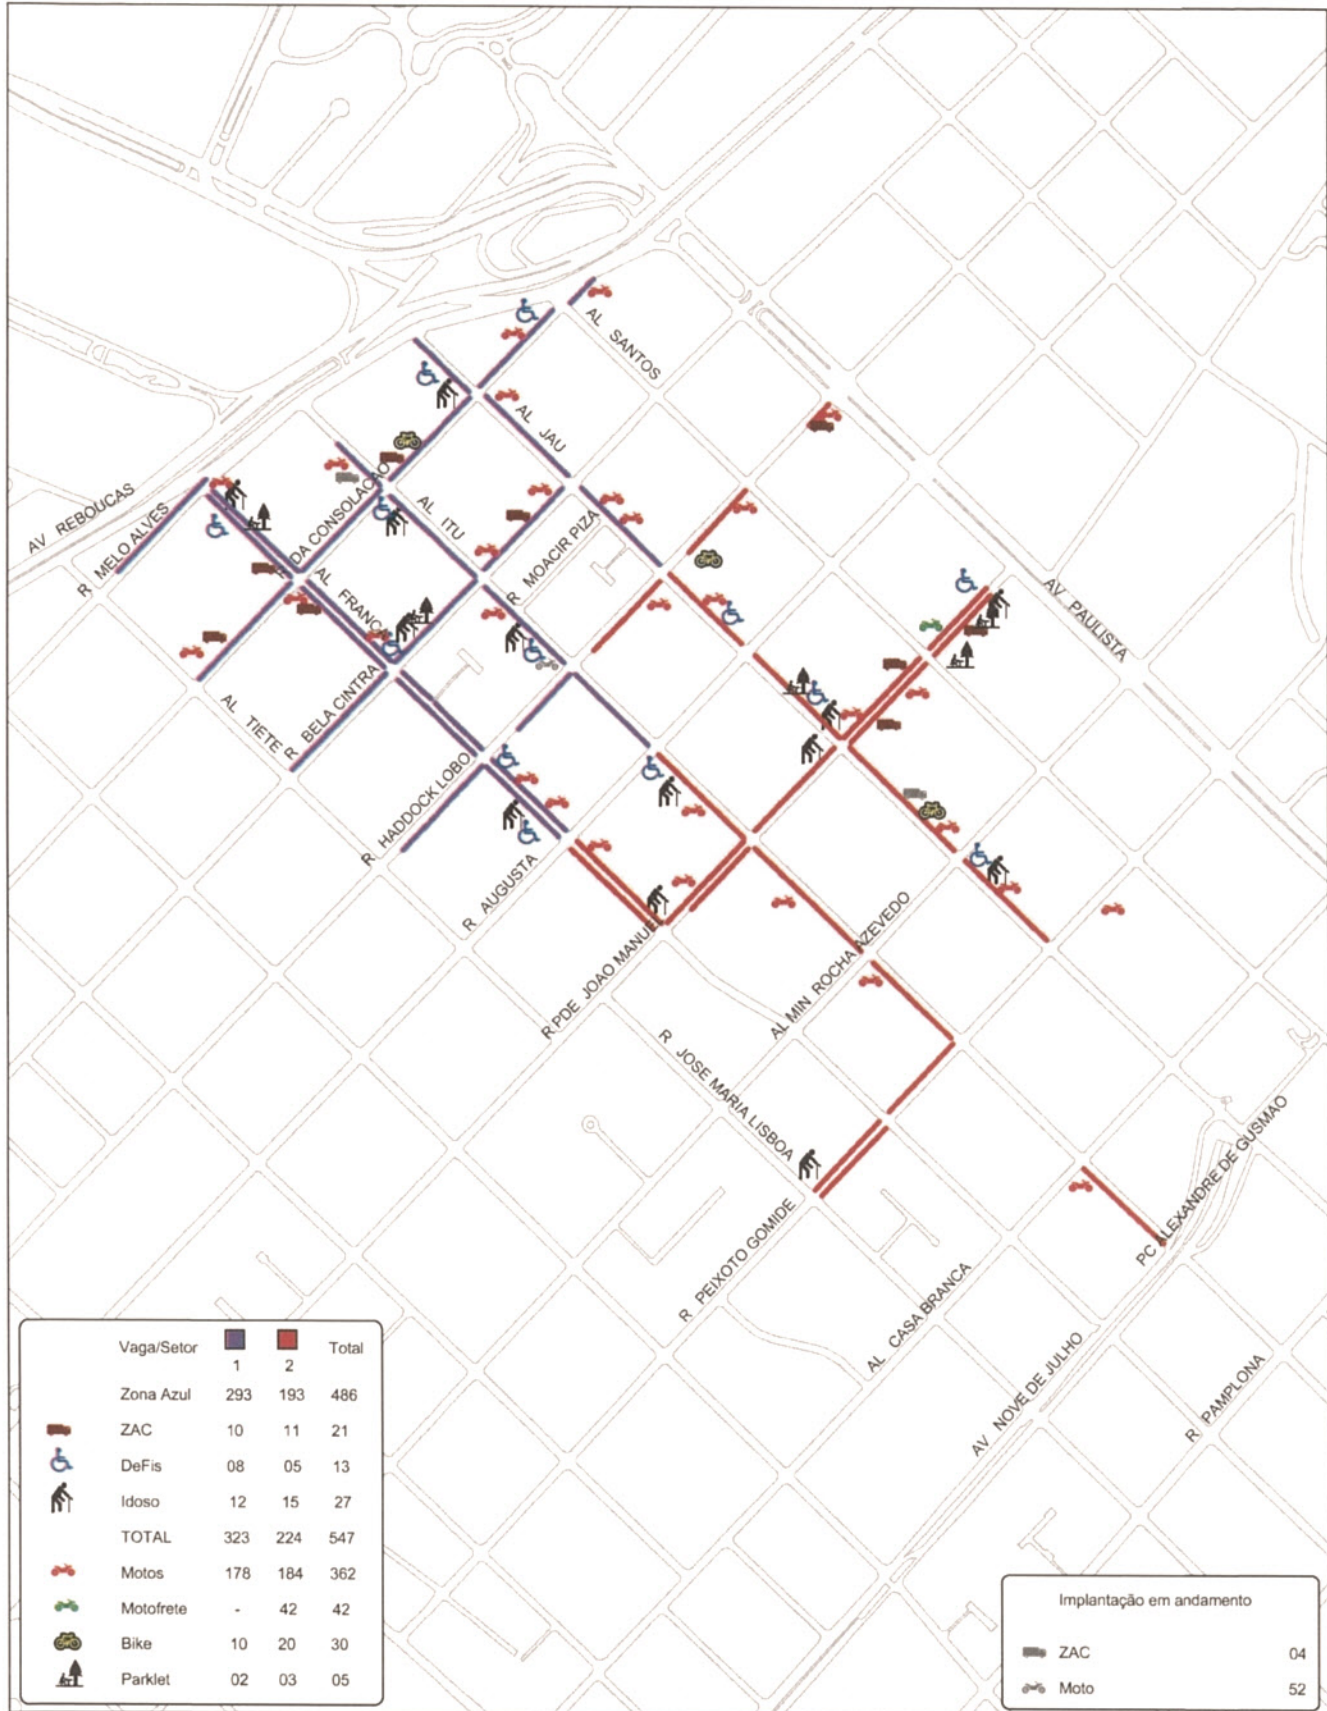 AL SANTOS
AL JAU
AV REBOUCAS
R MELO ALVES
DA CONSOLACAO
AL ITU
R MOACIR PIZA
AL FRANCA
AV PAULISTA
AL TIETE
R BELA CINTRA
R HADDOCK LOBO
R AUGUSTA
R PDE JOAO MANUEL
AL MIN ROCHA AZEVEDO
R JOSE MARIA LISBOA
R PEIXOTO GOMIDE
PC ALEXANDRE DE GUSMAO
AL CASA BRANCA
AV NOVE DE JULHO
R PAMPLONA
Vaga/Setor 1 2 Total
Zona Azul 293 193 486
ZAC 10 11 21
DeFis 08 05 13
Idoso 12 15 27
TOTAL 323 224 547
Motos 178 184 362
Motofrete - 42 42
Bike 10 20 30
Parklet 02 03 05
Implantação em andamento
ZAC 04
Moto 52